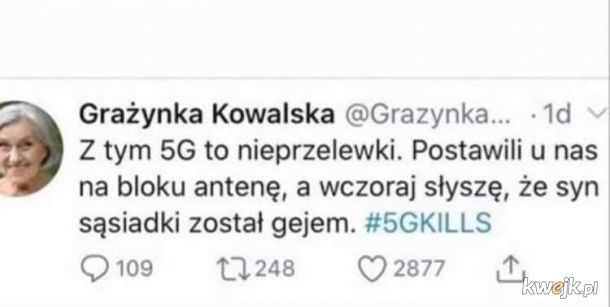 Grażynka Kowalska @Grazynka... · 1d
Z tym 5G to nieprzelewki. Postawili u nas
na bloku antenę, a wczoraj słyszę, że syn
sąsiadki został gejem. #5GKILLS
109 248 2877
kwejk.pl